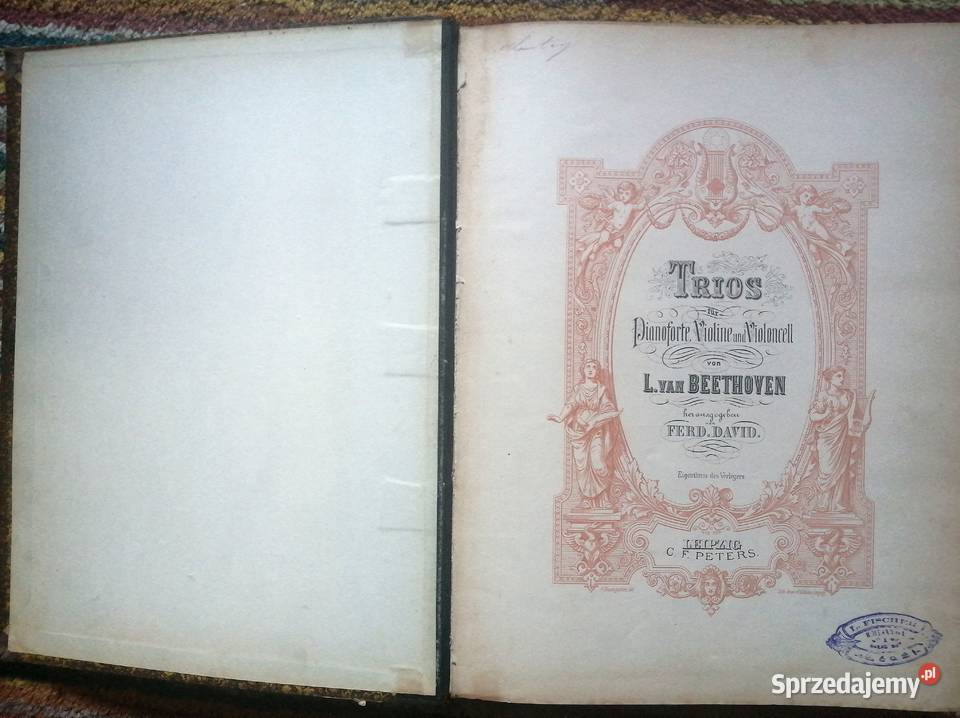 TRIOS
für
Pianoforte, Violine und Violoncell
von
L. VAN BEETHOVEN
herausgegeben
FERD. DAVID.
Eigenthum des Verlegers
LEIPZIG
C. F. PETERS.
L. FISCHER
Sprzedajemy.pl